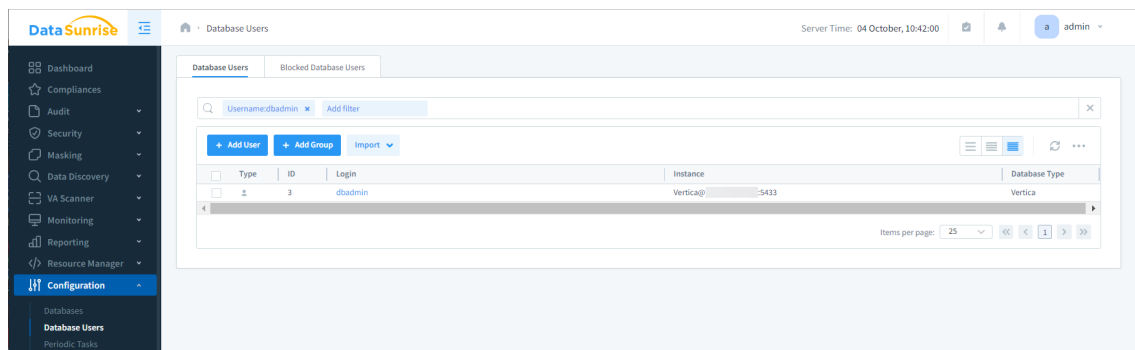 DataSunrise
Database Users
Server Time: 04 October, 10:42:00
a admin
Dashboard
Compliances
Audit
Security
Masking
Data Discovery
VA Scanner
Monitoring
Reporting
Resource Manager
Configuration
Databases
Database Users
Periodic Tasks
Database Users Blocked Database Users
Username:dbadmin × Add filter
+ Add User + Add Group Import
Type ID Login Instance Database Type
3 dbadmin Vertica@ :5433 Vertica
Items per page: 25 1